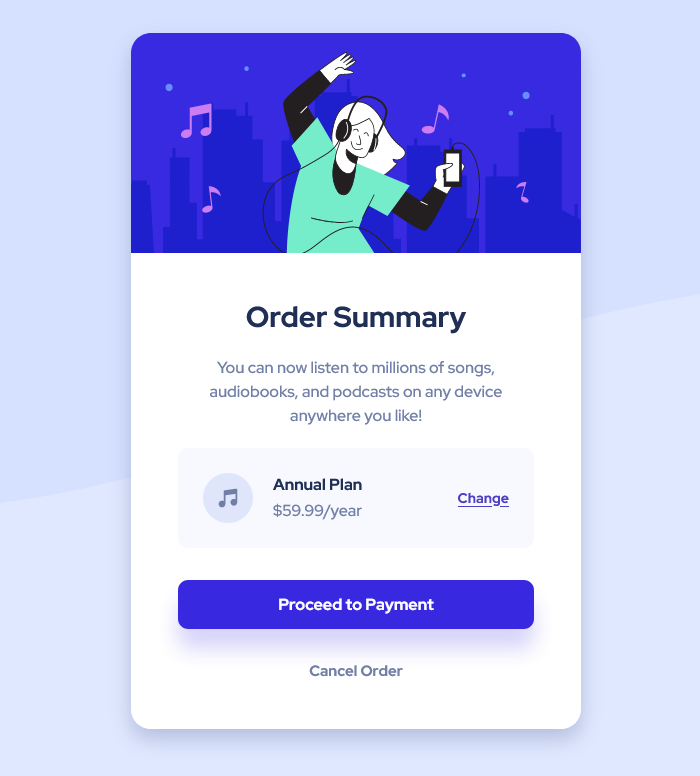 Order Summary
You can now listen to millions of songs,
audiobooks, and podcasts on any device
anywhere you like!
Annual Plan
$59.99/year
Change
Proceed to Payment
Cancel Order